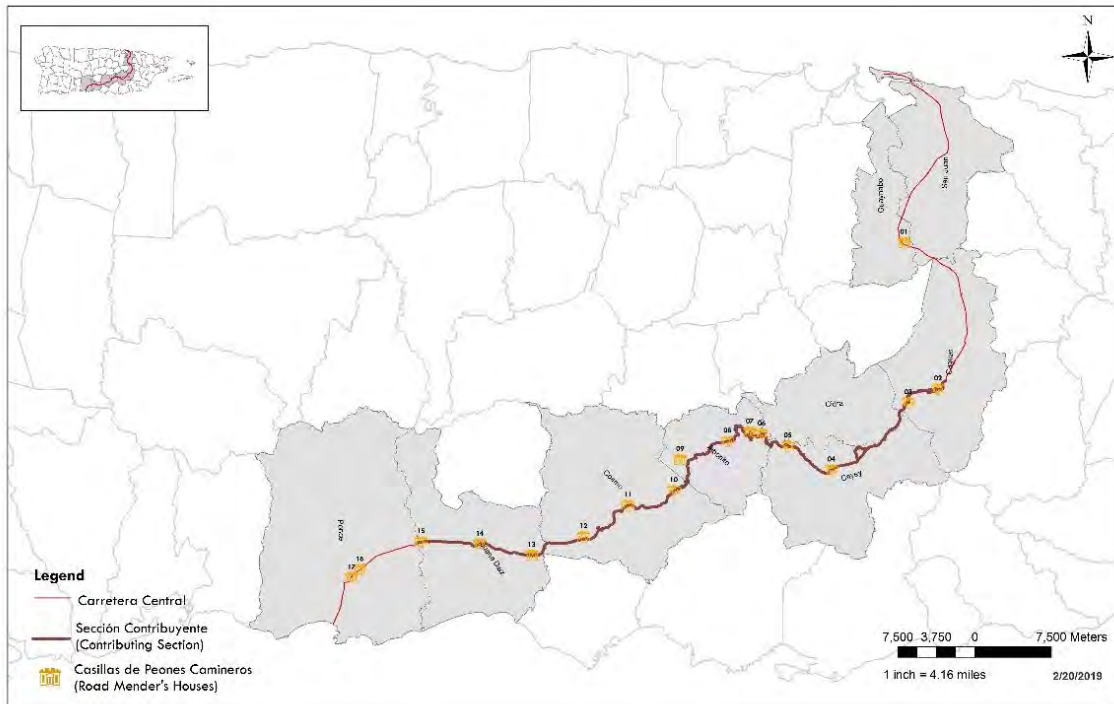 N
San Juan
Guaynabo
01
Caguas
02
03
Cidra
07
06
05
08
Aibonito
09
04
Cayey
10
Coamo
11
12
15
14
13
Juana Díaz
Ponce
16
17
Legend
Carretera Central
Sección Contribuyente
(Contributing Section)
Casillas de Peones Camineros
(Road Mender's Houses)
7,500 3,750 0 7,500 Meters
1 inch = 4.16 miles
2/20/2019